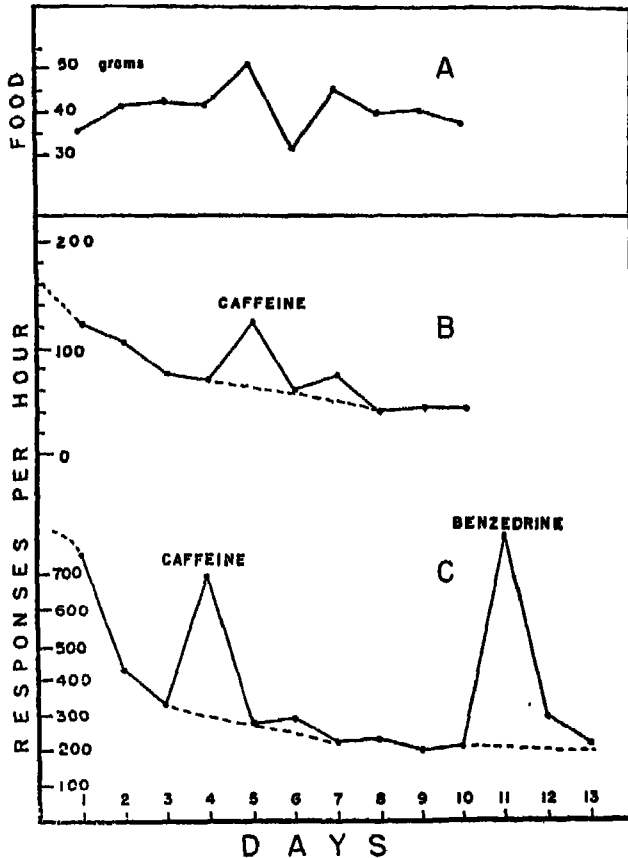 FOOD
50 grams
40
30
A
RESPONSES PER HOUR
200
100
0
CAFFEINE
B
700
600
500
400
300
200
100
CAFFEINE
C
BENZEDRINE
1 2 3 4 5 6 7 8 9 10 11 12 13
DAYS